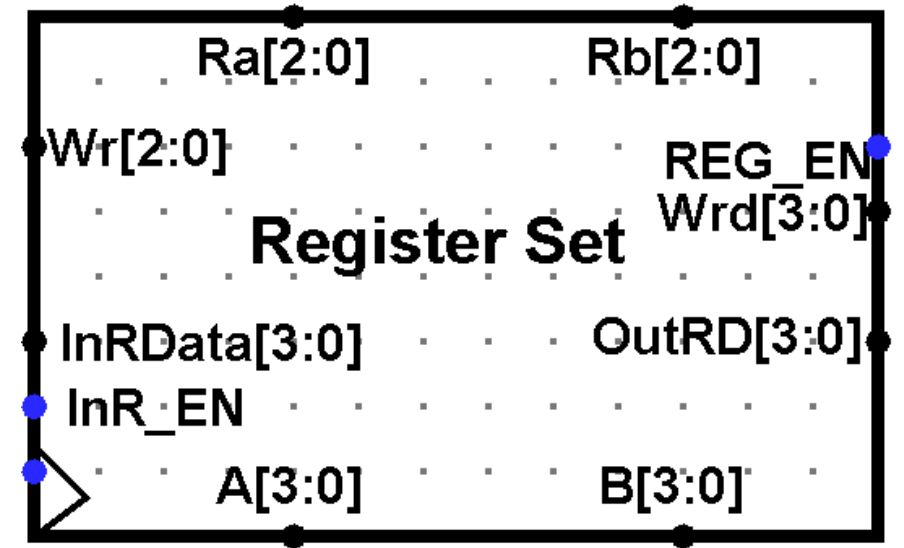 Ra[2:0]
Rb[2:0]
Wr[2:0]
REG_EN
Wrd[3:0]
Register Set
InRData[3:0]
OutRD[3:0]
InR_EN
A[3:0]
B[3:0]